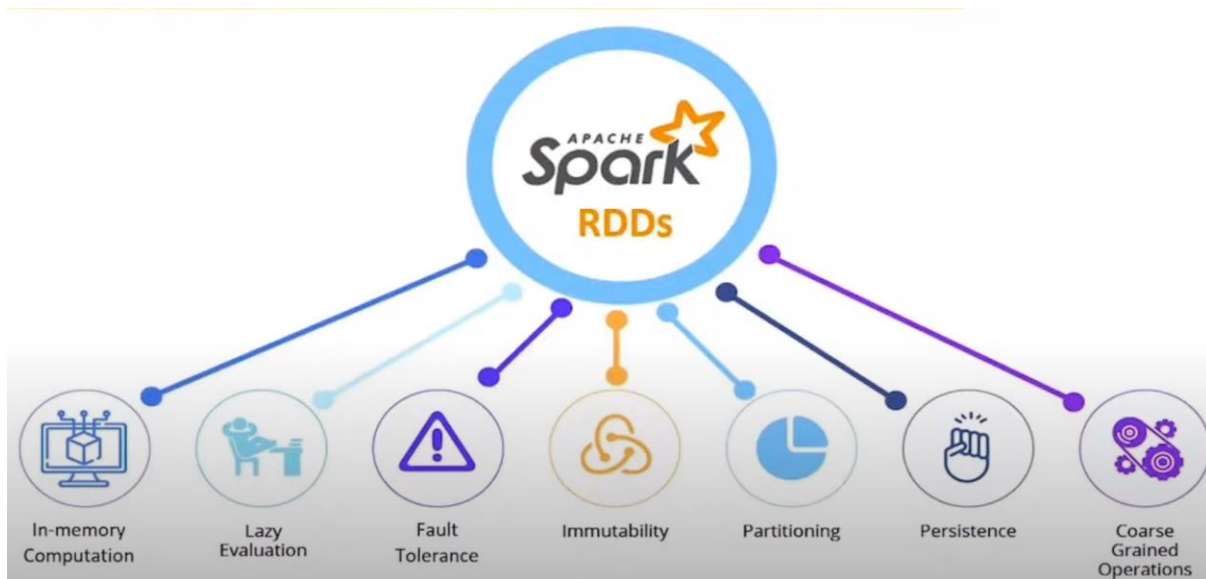 APACHE
Spark
RDDs
In-memory
Computation
Lazy
Evaluation
Fault
Tolerance
Immutability
Partitioning
Persistence
Coarse
Grained
Operations